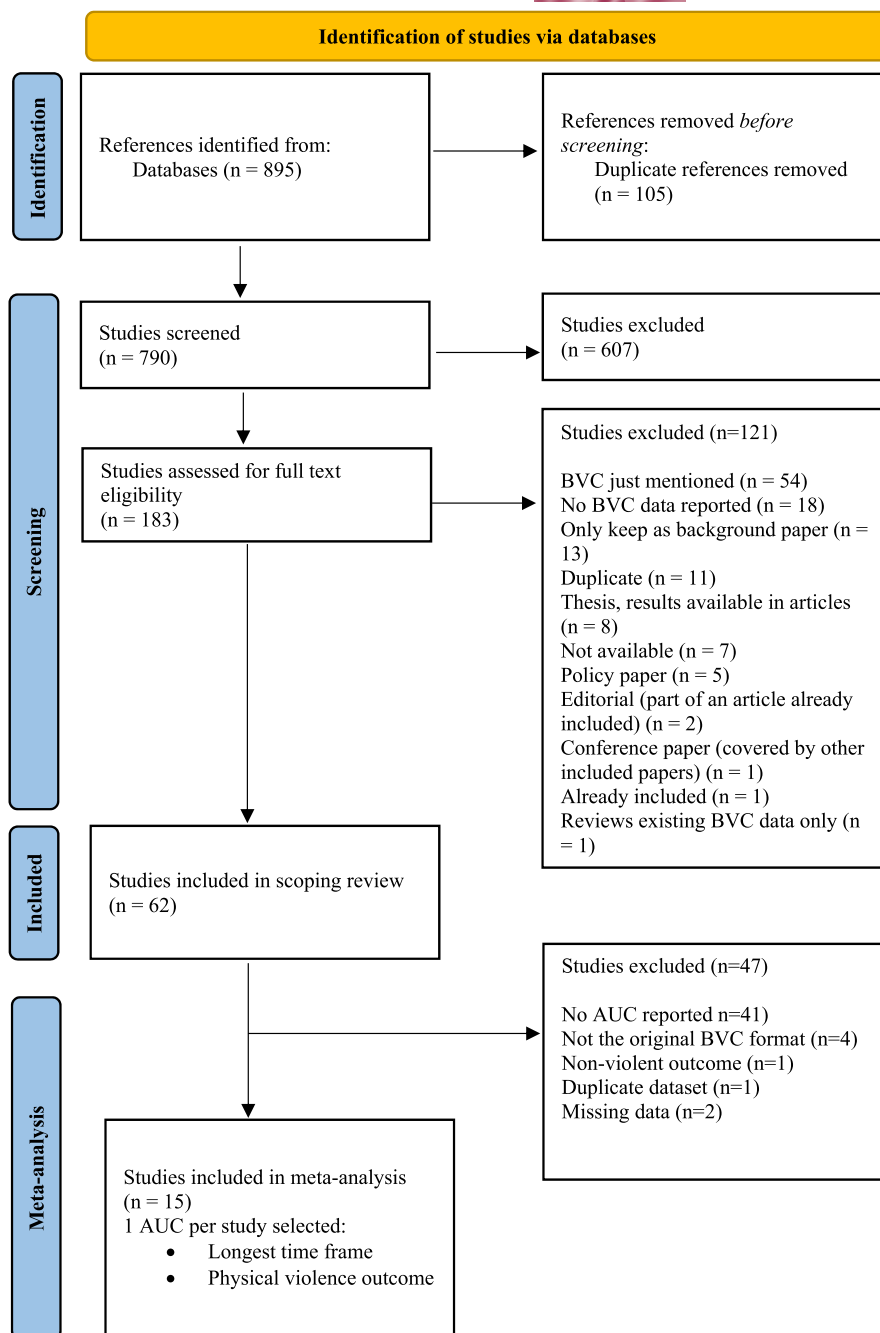 Identification of studies via databases
Identification
References identified from:
Databases (n = 895)
References removed before
screening:
Duplicate references removed
(n = 105)
Screening
Studies screened
(n = 790)
Studies excluded
(n = 607)
Studies assessed for full text
eligibility
(n = 183)
Studies excluded (n=121)
BVC just mentioned (n = 54)
No BVC data reported (n = 18)
Only keep as background paper (n =
13)
Duplicate (n = 11)
Thesis, results available in articles
(n = 8)
Not available (n = 7)
Policy paper (n = 5)
Editorial (part of an article already
included) (n = 2)
Conference paper (covered by other
included papers) (n = 1)
Already included (n = 1)
Reviews existing BVC data only (n
= 1)
Included
Studies included in scoping review
(n = 62)
Studies excluded (n=47)
No AUC reported n=41)
Not the original BVC format (n=4)
Non-violent outcome (n=1)
Duplicate dataset (n=1)
Missing data (n=2)
Meta-analysis
Studies included in meta-analysis
(n = 15)
1 AUC per study selected:
• Longest time frame
• Physical violence outcome